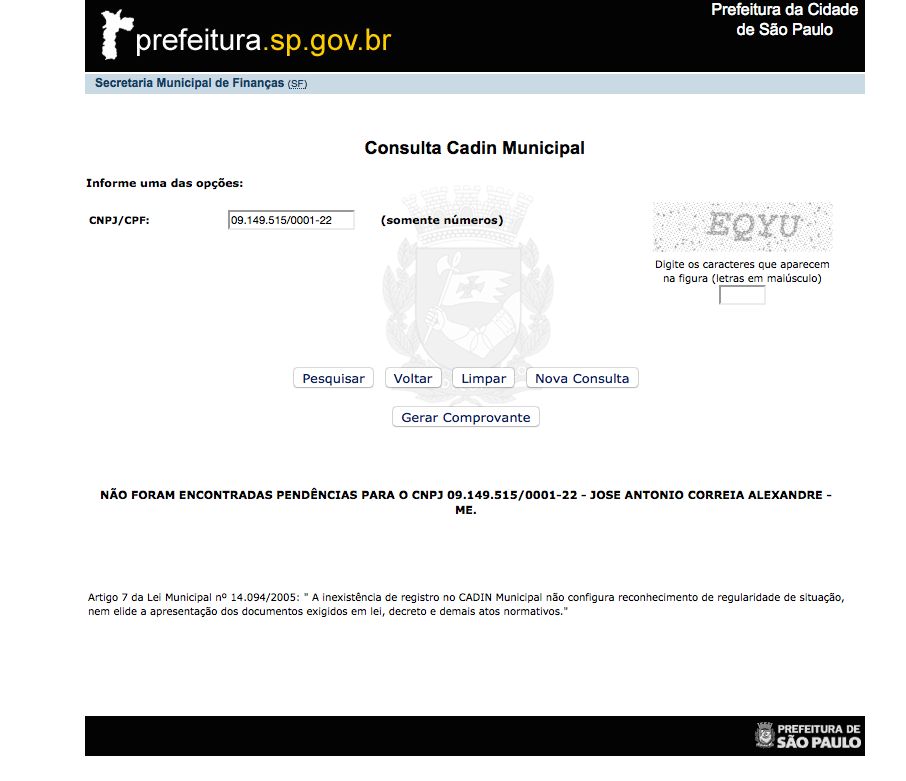 prefeitura.sp.gov.br
Prefeitura da Cidade
de São Paulo
Secretaria Municipal de Finanças (SF)
Consulta Cadin Municipal
Informe uma das opções:
CNPJ/CPF: 09.149.515/0001-22 (somente números)
EQYU
Digite os caracteres que aparecem
na figura (letras em maiúsculo)
Pesquisar Voltar Limpar Nova Consulta
Gerar Comprovante
NÃO FORAM ENCONTRADAS PENDÊNCIAS PARA O CNPJ 09.149.515/0001-22 - JOSE ANTONIO CORREIA ALEXANDRE -
ME.
Artigo 7 da Lei Municipal nº 14.094/2005: " A inexistência de registro no CADIN Municipal não configura reconhecimento de regularidade de situação,
nem elide a apresentação dos documentos exigidos em lei, decreto e demais atos normativos."
PREFEITURA DE
SÃO PAULO